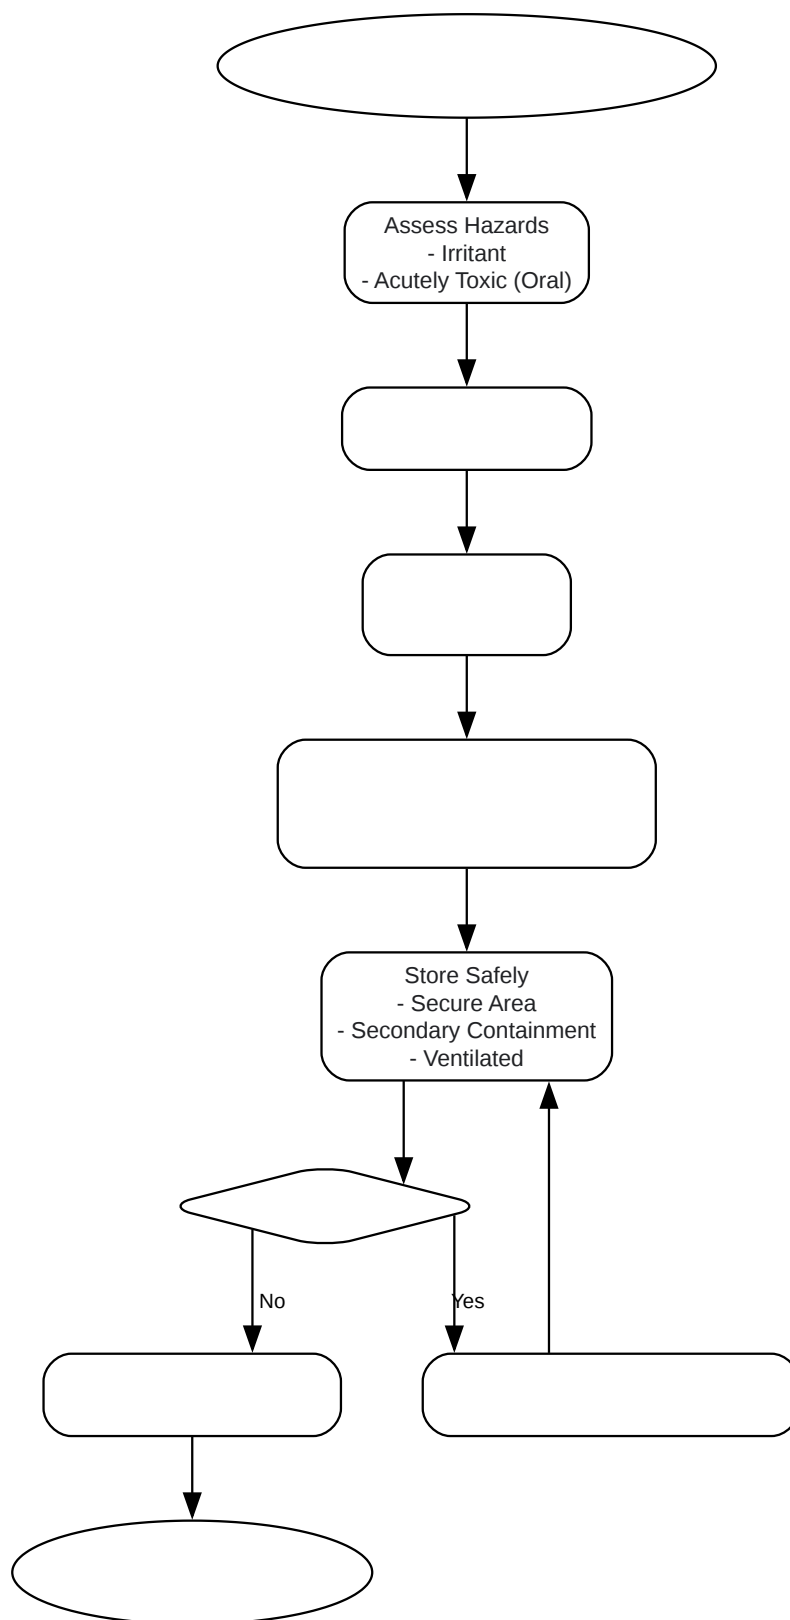 Assess Hazards
- Irritant
- Acutely Toxic (Oral)
Store Safely
- Secure Area
- Secondary Containment
- Ventilated
No
Yes